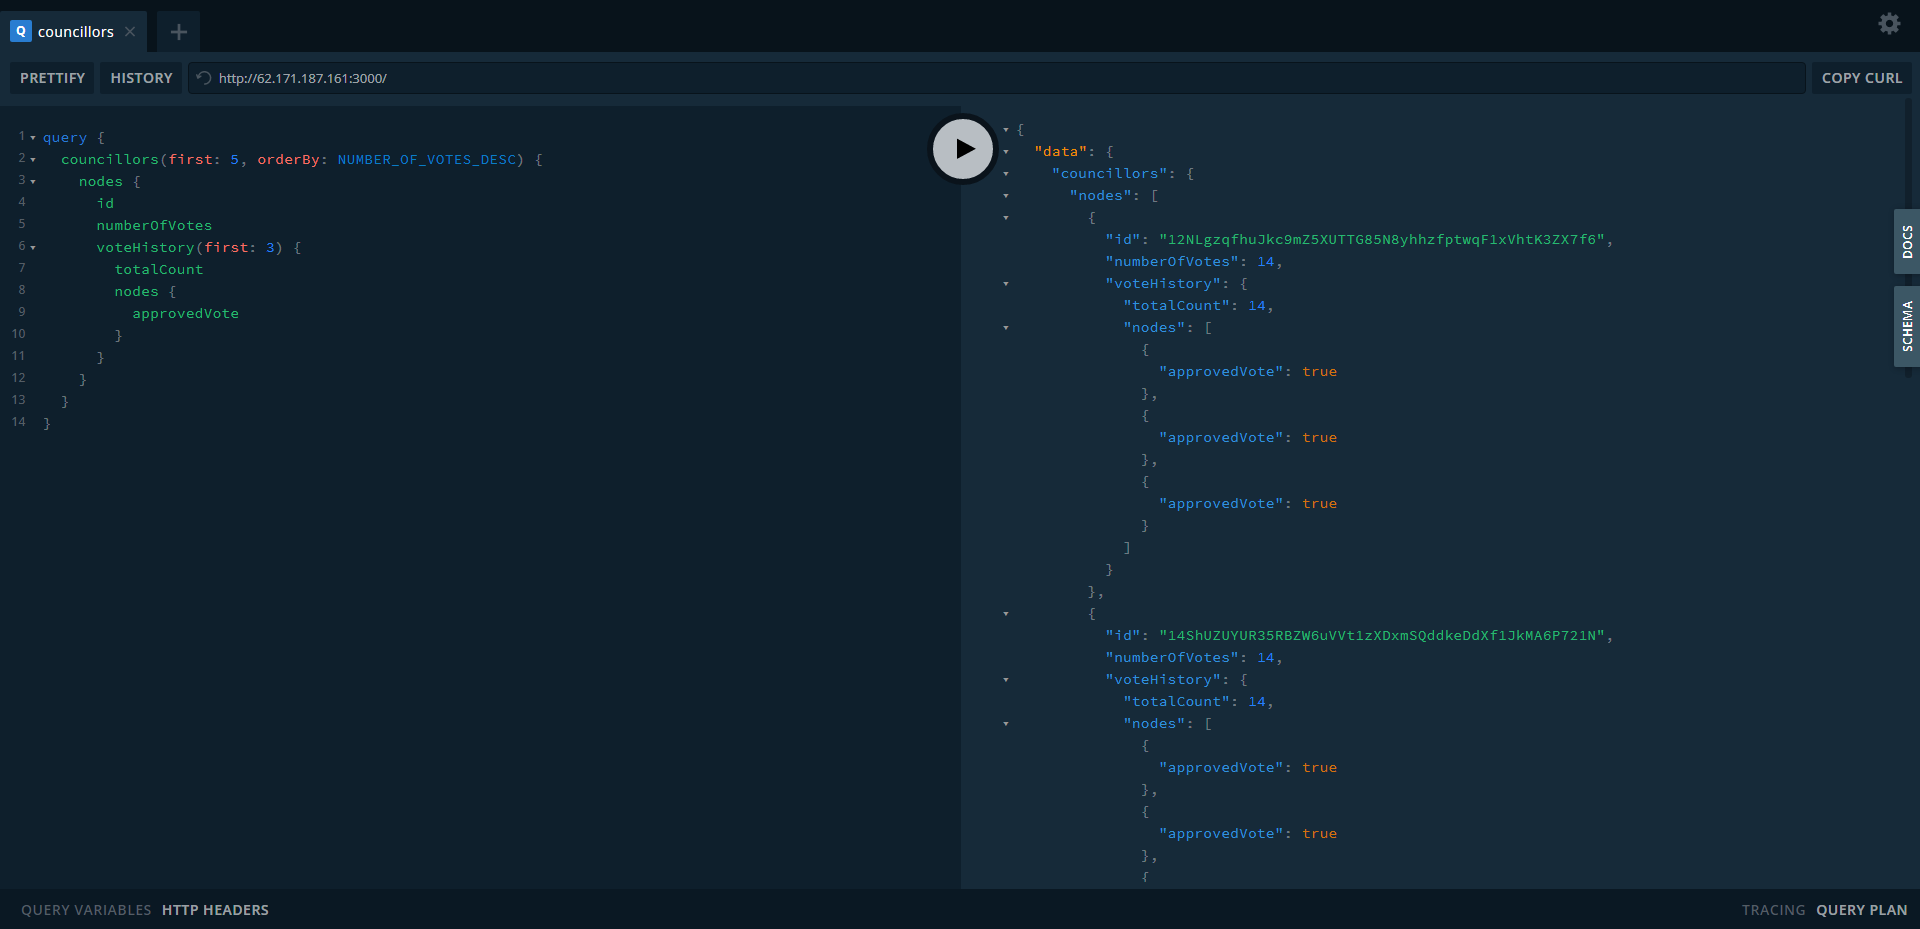 Q councillors × +
PRETTIFY HISTORY http://62.171.187.161:3000/ COPY CURL
1 query {
2 councillors(first: 5, orderBy: NUMBER_OF_VOTES_DESC) {
3 nodes {
4 id
5 numberOfVotes
6 voteHistory(first: 3) {
7 totalCount
8 nodes {
9 approvedVote
10 }
11 }
12 }
13 }
14 }
{
"data": {
"councillors": {
"nodes": [
{
"id": "12NLgzqfhuJkc9mZ5XUTTG85N8yhhzfptwqF1xVhtK3ZX7f6",
"numberOfVotes": 14,
"voteHistory": {
"totalCount": 14,
"nodes": [
{
"approvedVote": true
},
{
"approvedVote": true
},
{
"approvedVote": true
}
]
}
},
{
"id": "14ShUZUYUR35RBZW6uVVt1zXDxmSQddkeDdXf1JkMA6P721N",
"numberOfVotes": 14,
"voteHistory": {
"totalCount": 14,
"nodes": [
{
"approvedVote": true
},
{
"approvedVote": true
},
{
DOCS
SCHEMA
QUERY VARIABLES HTTP HEADERS
TRACING QUERY PLAN